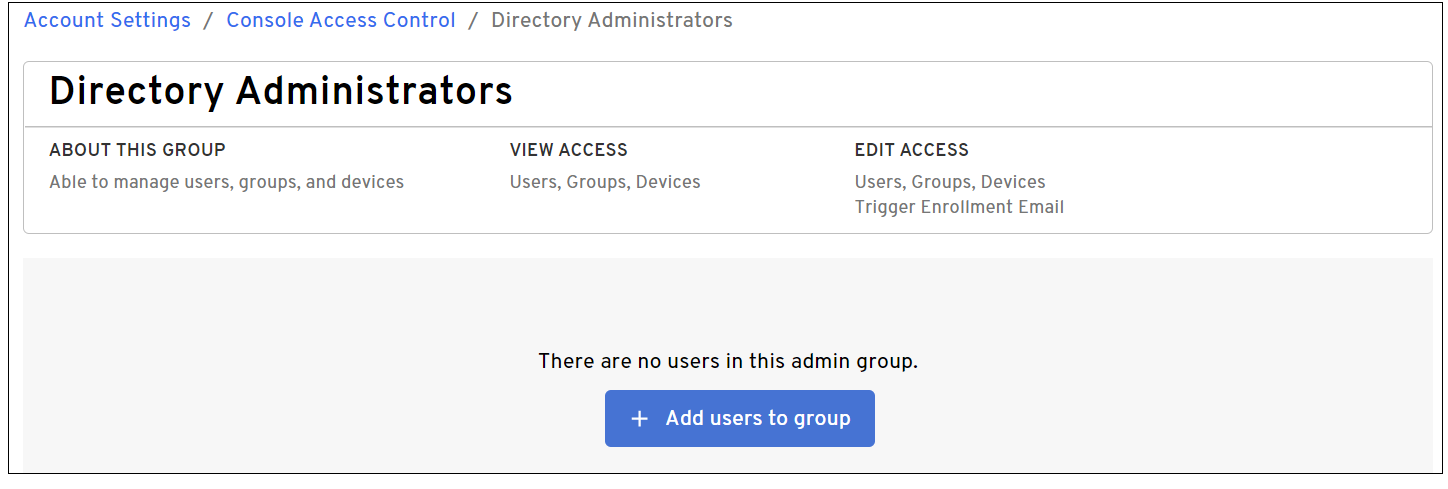 Account Settings / Console Access Control / Directory Administrators
Directory Administrators
ABOUT THIS GROUP
Able to manage users, groups, and devices
VIEW ACCESS
Users, Groups, Devices
EDIT ACCESS
Users, Groups, Devices
Trigger Enrollment Email
There are no users in this admin group.
+ Add users to group